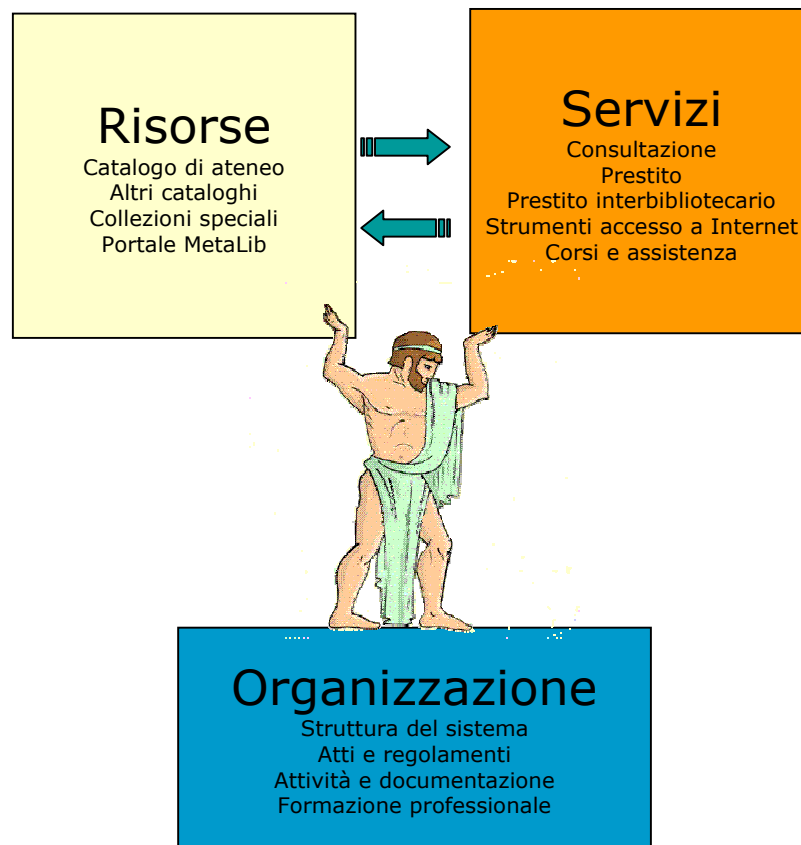 Risorse
Catalogo di ateneo
Altri cataloghi
Collezioni speciali
Portale MetaLib
Servizi
Consultazione
Prestito
Prestito interbibliotecario
Strumenti accesso a Internet
Corsi e assistenza
Organizzazione
Struttura del sistema
Atti e regolamenti
Attività e documentazione
Formazione professionale